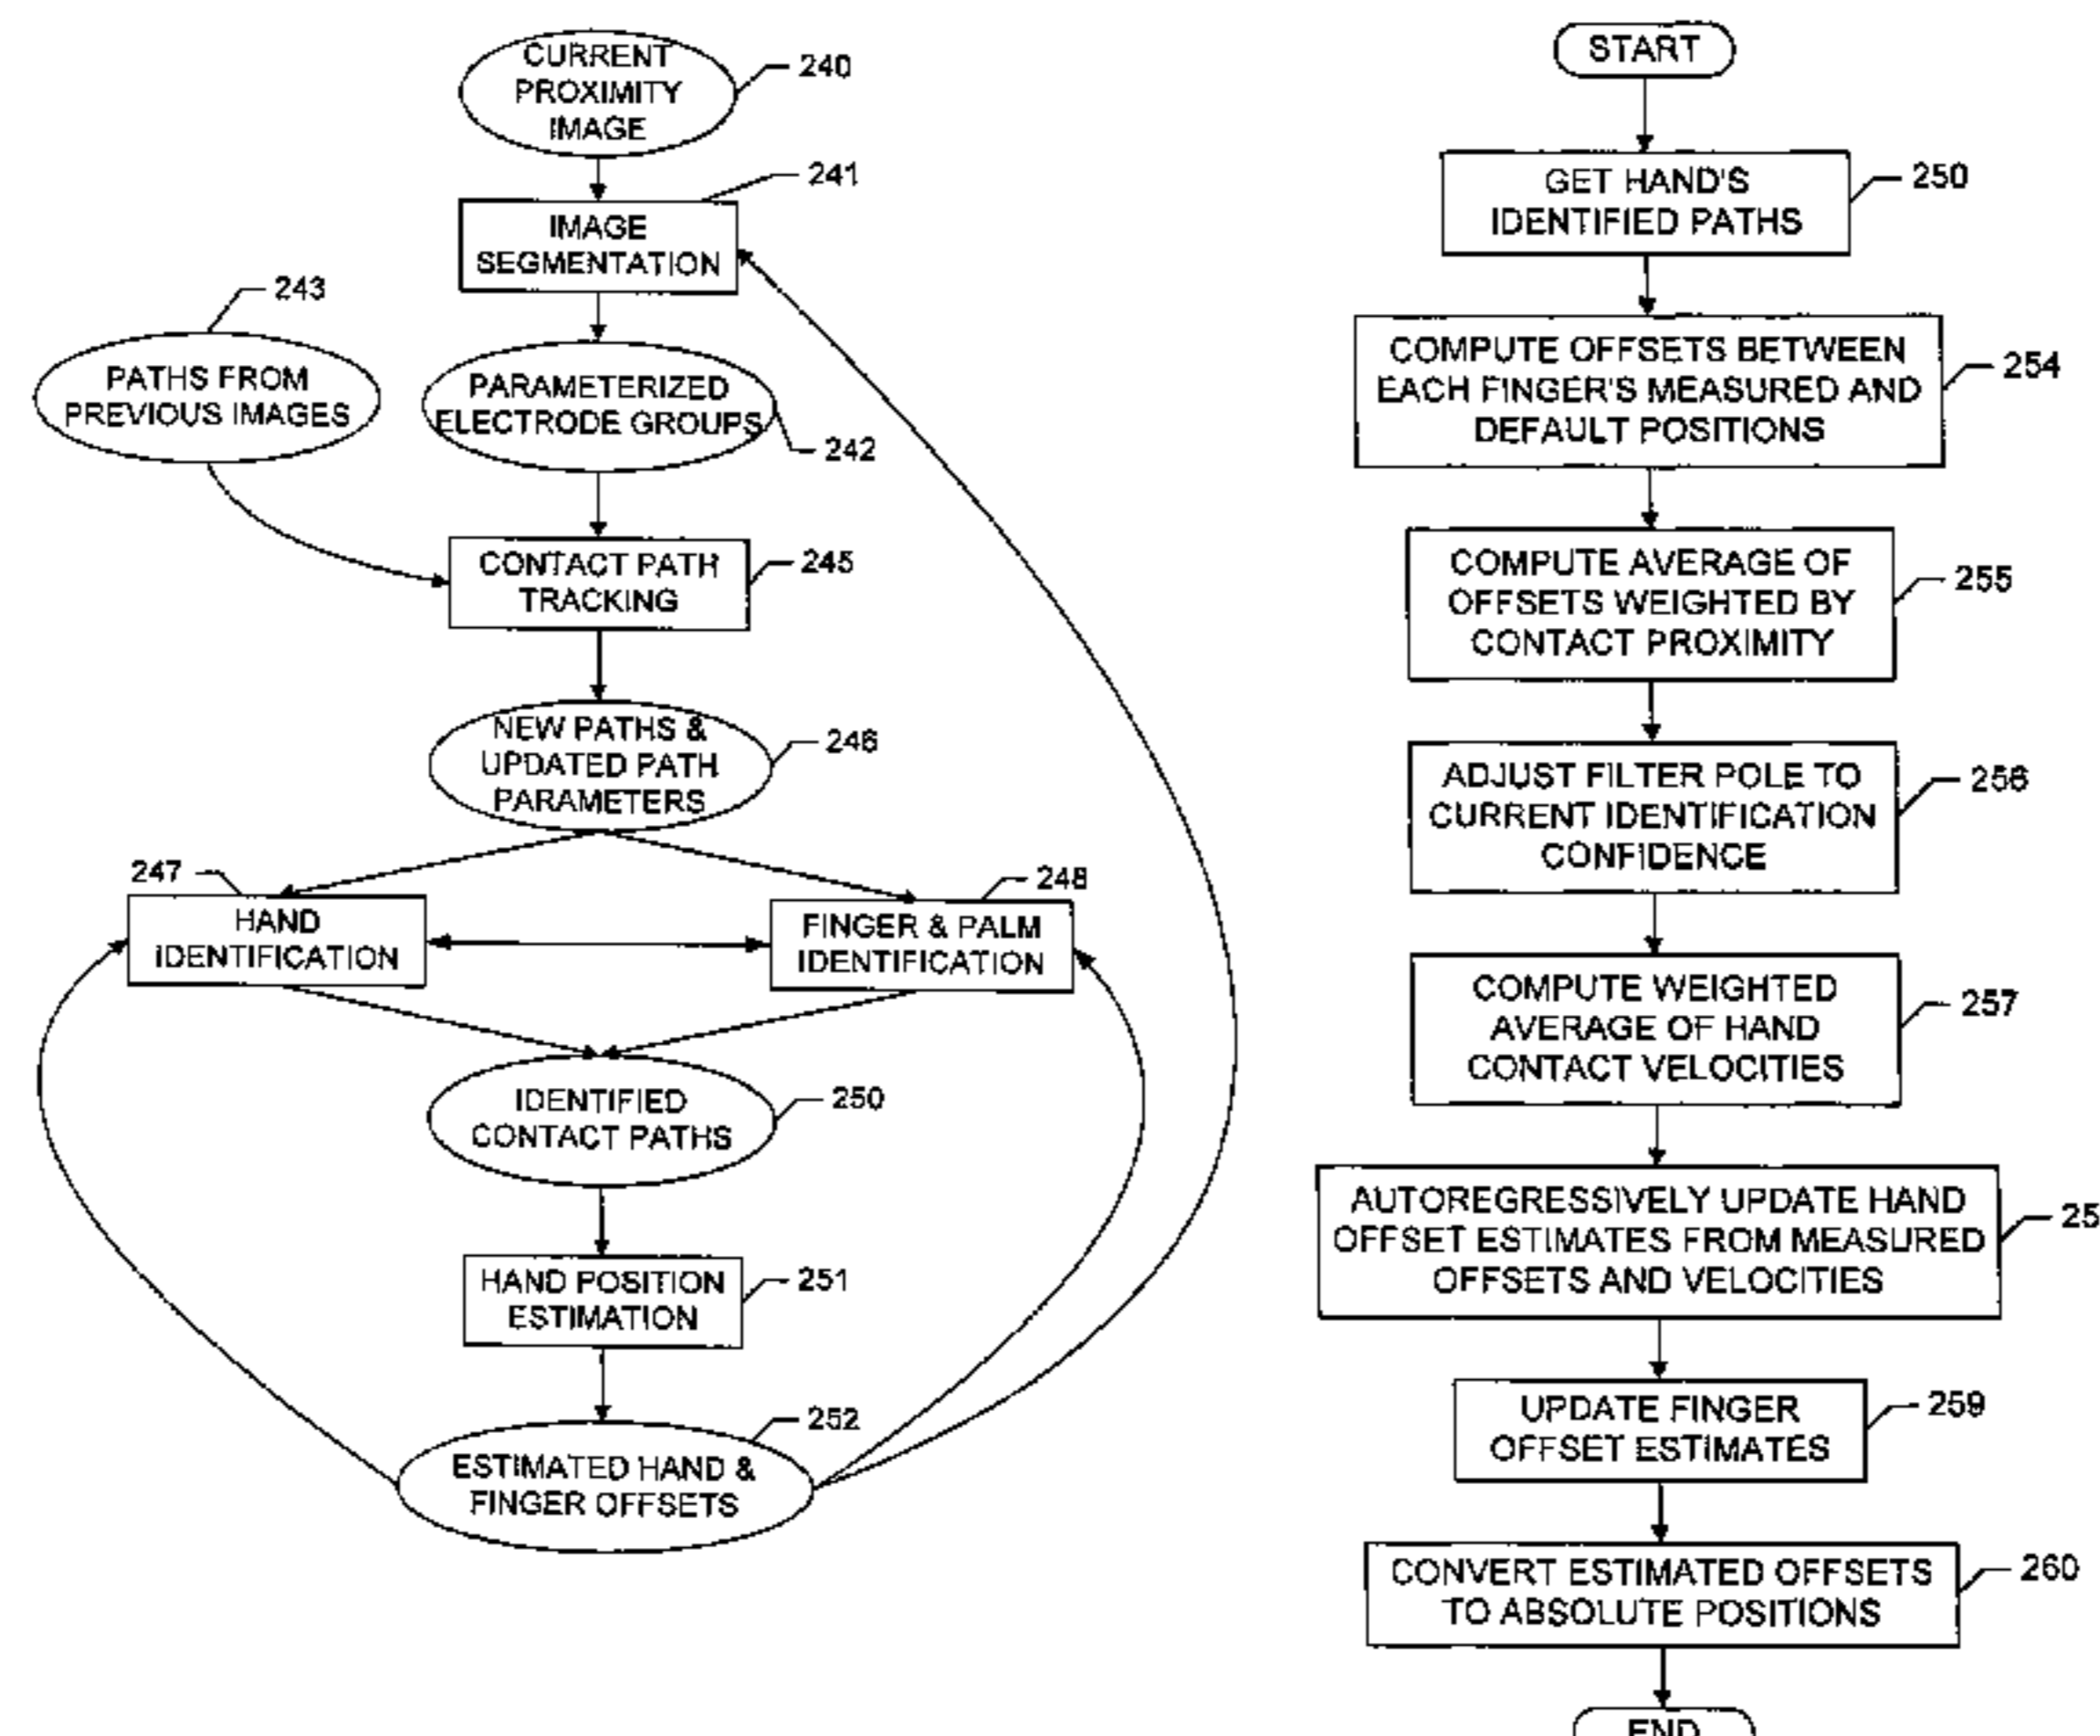 CURRENT
PROXIMITY
IMAGE
240
241
IMAGE
SEGMENTATION
243
PATHS FROM
PREVIOUS IMAGES
PARAMETERIZED
ELECTRODE GROUPS
242
CONTACT PATH
TRACKING
245
NEW PATHS &
UPDATED PATH
PARAMETERS
246
247
HAND
IDENTIFICATION
248
FINGER & PALM
IDENTIFICATION
IDENTIFIED
CONTACT PATHS
250
HAND POSITION
ESTIMATION
251
252
ESTIMATED HAND &
FINGER OFFSETS
START
GET HAND'S
IDENTIFIED PATHS
250
COMPUTE OFFSETS BETWEEN
EACH FINGER'S MEASURED AND
DEFAULT POSITIONS
254
COMPUTE AVERAGE OF
OFFSETS WEIGHTED BY
CONTACT PROXIMITY
255
ADJUST FILTER POLE TO
CURRENT IDENTIFICATION
CONFIDENCE
256
COMPUTE WEIGHTED
AVERAGE OF HAND
CONTACT VELOCITIES
257
AUTOREGRESSIVELY UPDATE HAND
OFFSET ESTIMATES FROM MEASURED
OFFSETS AND VELOCITIES
25
UPDATE FINGER
OFFSET ESTIMATES
259
CONVERT ESTIMATED OFFSETS
TO ABSOLUTE POSITIONS
260
END